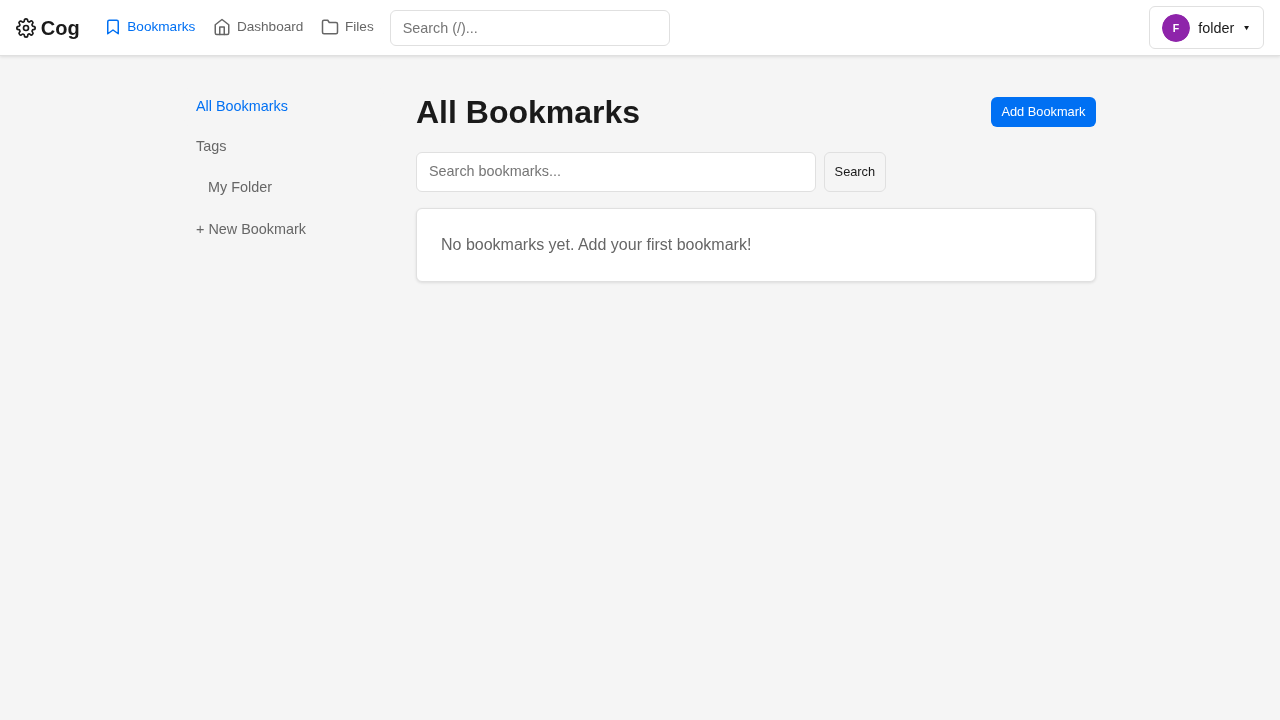 Cog
Bookmarks
Dashboard
Files
Search (/)...
F
folder
All Bookmarks
Tags
My Folder
+ New Bookmark
All Bookmarks
Add Bookmark
Search bookmarks...
Search
No bookmarks yet. Add your first bookmark!